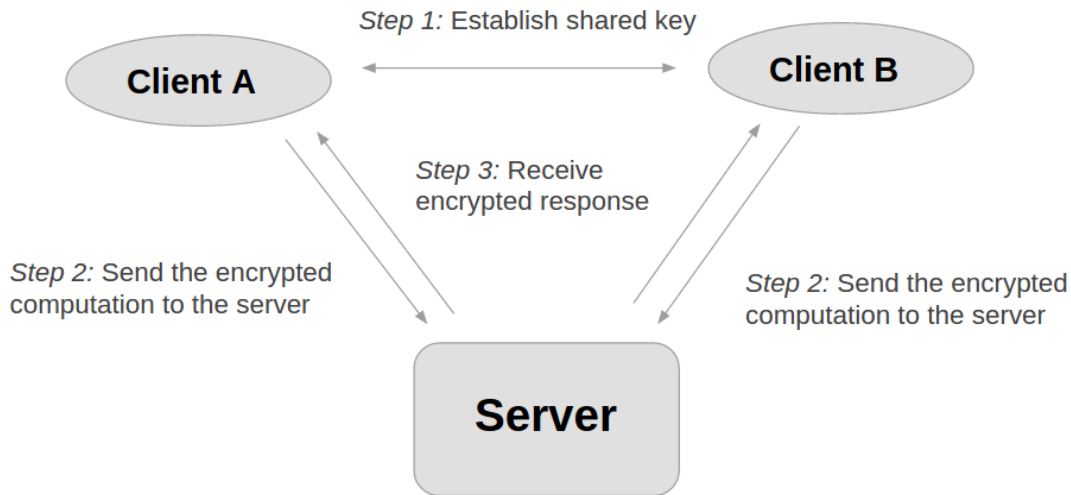 Step 1: Establish shared key
Client A
Client B
Step 3: Receive
encrypted response
Step 2: Send the encrypted
computation to the server
Step 2: Send the encrypted
computation to the server
Server